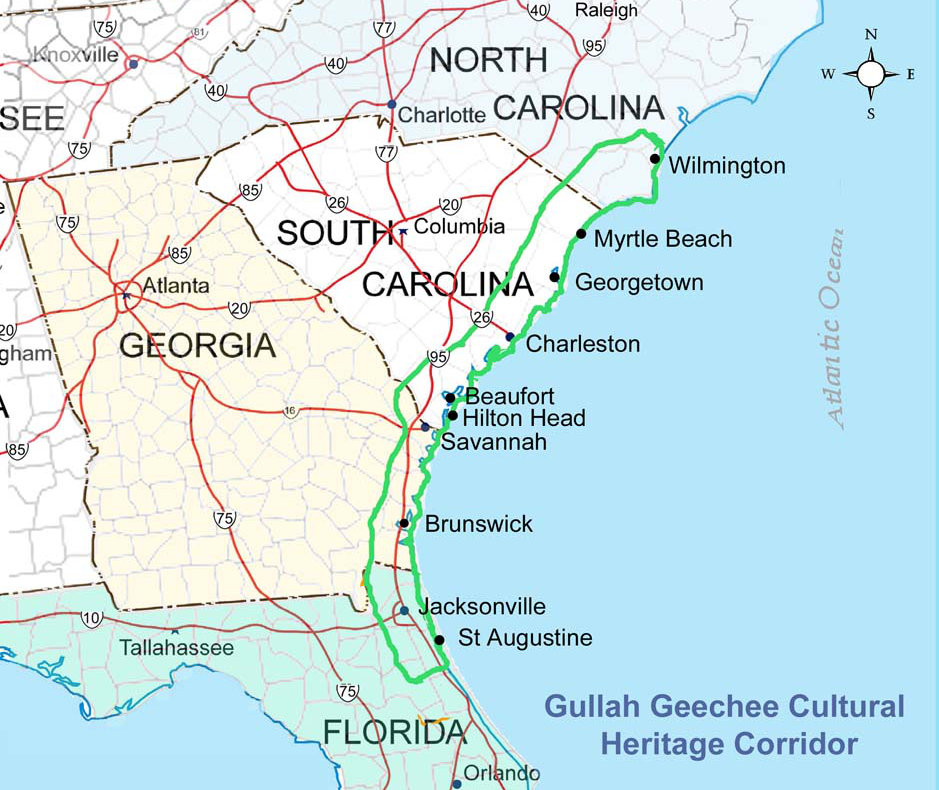 75
81
77
40
Raleigh
95
Knoxville
40
NORTH
CAROLINA
N
W
E
S
40
SEE
Charlotte
75
77
Wilmington
85
75
26
20
SOUTH
Columbia
Myrtle Beach
85
Atlanta
CAROLINA
Georgetown
20
26
20
gham
GEORGIA
95
Charleston
Atlantic Ocean
A
16
Beaufort
Hilton Head
Savannah
85
75
Brunswick
Jacksonville
10
Tallahassee
St Augustine
75
FLORIDA
Gullah Geechee Cultural
Heritage Corridor
Orlando